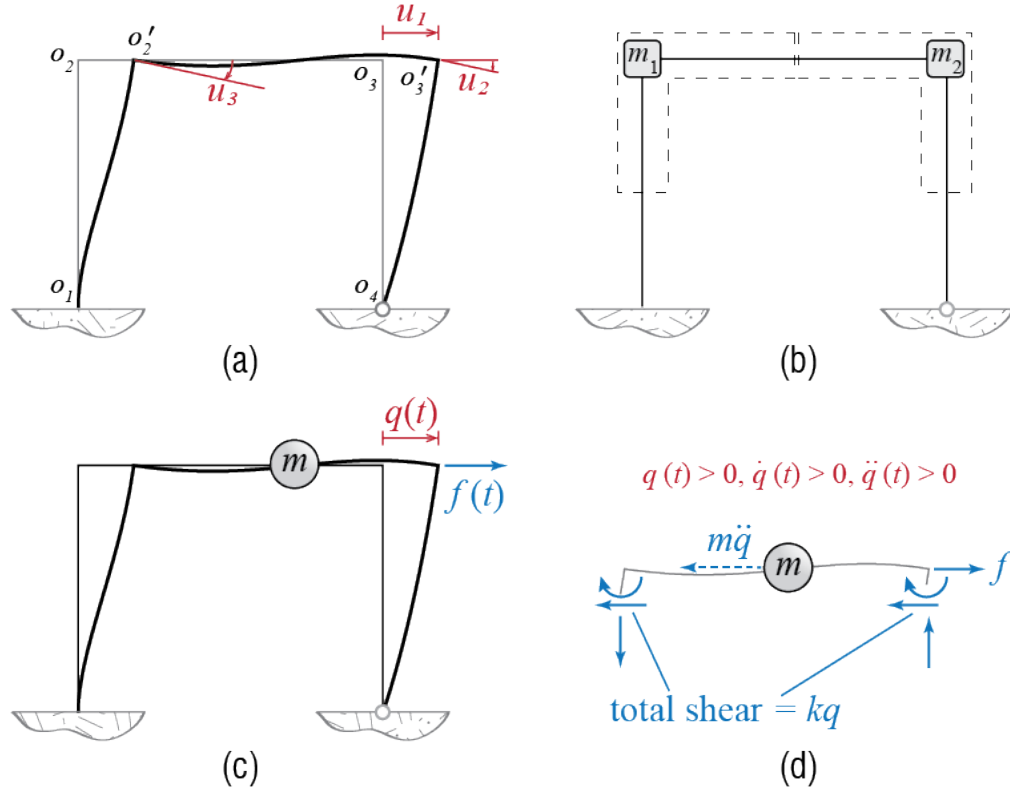 u₁
o₂
o₂′
o₃
o₃′
u₃
u₂
o₁
o₄
(a)
m₁
m₂
(b)
q(t)
m
f(t)
(c)
q (t) > 0, q̇ (t) > 0, q̈ (t) > 0
mq̈
m
f
total shear = kq
(d)